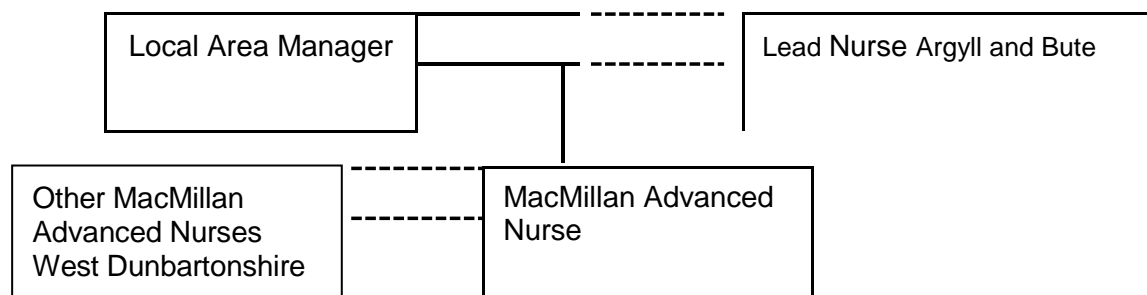 Local Area Manager
Lead Nurse Argyll and Bute
Other MacMillan
Advanced Nurses
West Dunbartonshire
MacMillan Advanced
Nurse